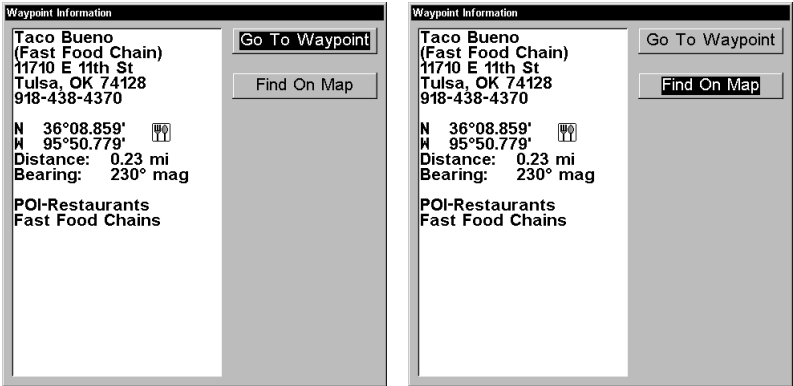 Waypoint Information
Taco Bueno
(Fast Food Chain)
11710 E 11th St
Tulsa, OK 74128
918-438-4370
N 36°08.859'
W 95°50.779'
Distance: 0.23 mi
Bearing: 230° mag
POI-Restaurants
Fast Food Chains
Go To Waypoint
Find On Map
Waypoint Information
Taco Bueno
(Fast Food Chain)
11710 E 11th St
Tulsa, OK 74128
918-438-4370
N 36°08.859'
W 95°50.779'
Distance: 0.23 mi
Bearing: 230° mag
POI-Restaurants
Fast Food Chains
Go To Waypoint
Find On Map